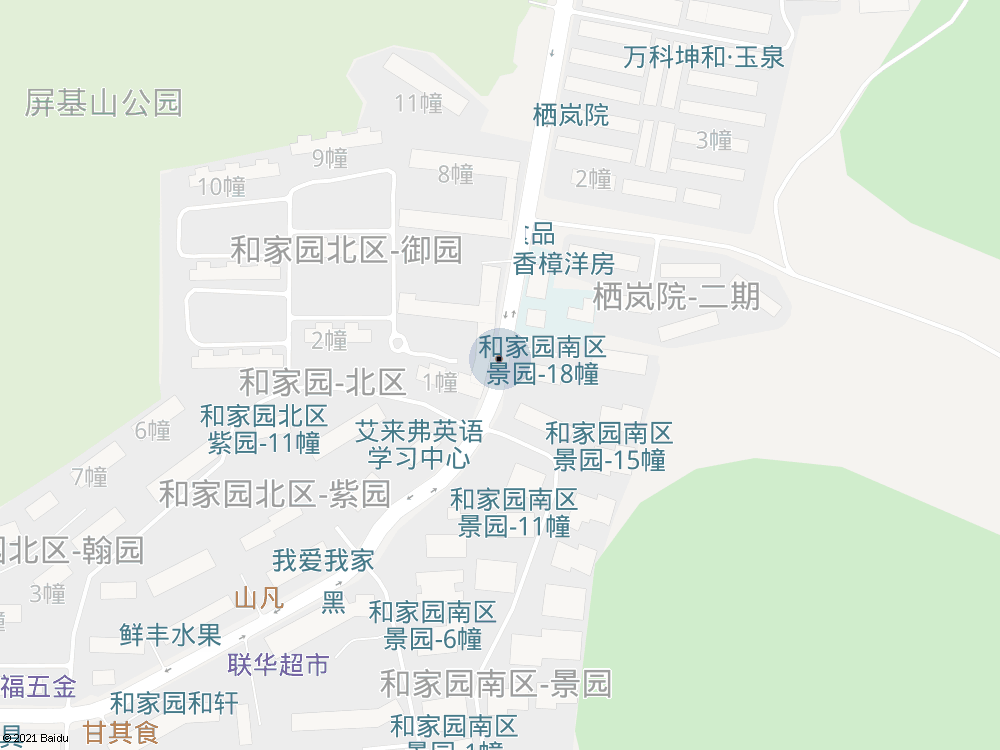 万科坤和·玉泉
屏基山公园
11幢
栖岚院
3幢
9幢
8幢
2幢
10幢
品
和家园北区-御园
香樟洋房
栖岚院-二期
2幢
和家园南区
景园-18幢
和家园-北区
1幢
和家园北区
紫园-11幢
6幢
艾来弗英语
学习中心
和家园南区
景园-15幢
7幢
和家园北区-紫园
和家园南区
景园-11幢
北区-翰园
我爱我家
3幢
山凡
黑
和家园南区
景园-6幢
鲜丰水果
联华超市
福五金
和家园南区-景园
和家园和轩
甘其食
和家园南区
景园-1幢
具
© 2021 Baidu